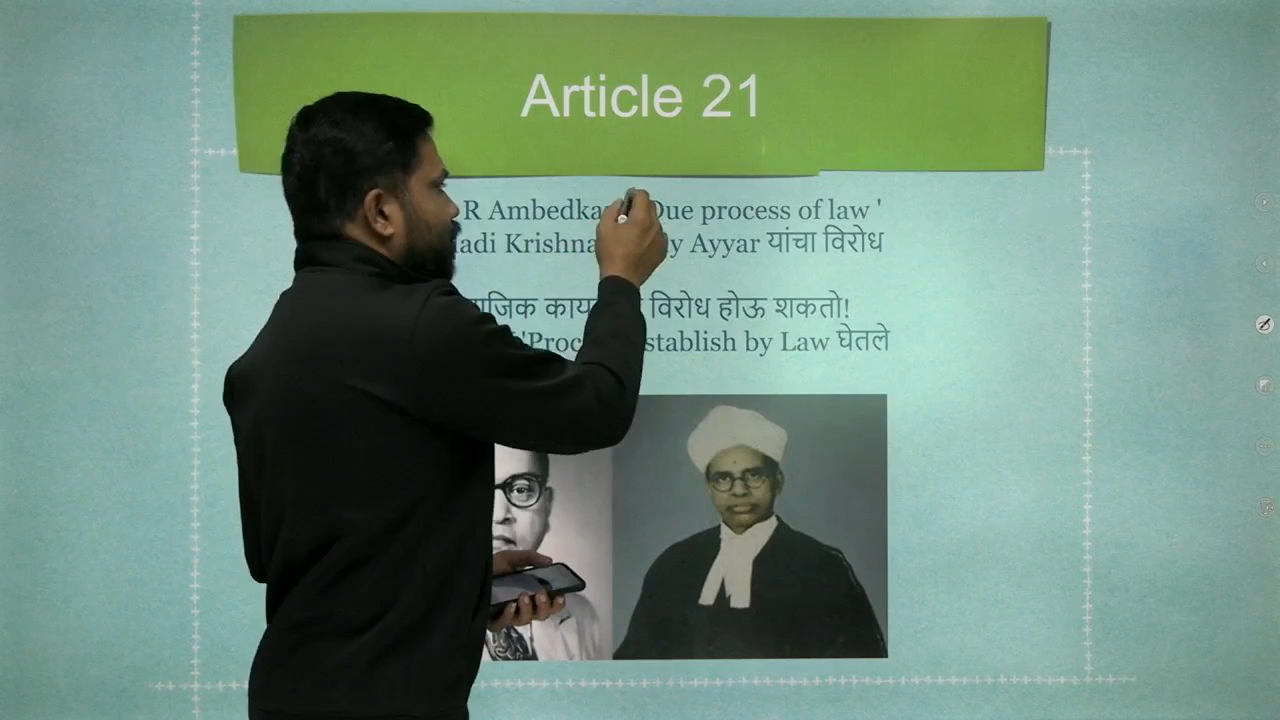 Article 21
R Ambedka Due process of law '
adi Krishna y Ayyar यांचा विरोध
जिक काय विरोध होऊ शकतो!
'Proc stablish by Law घेतले